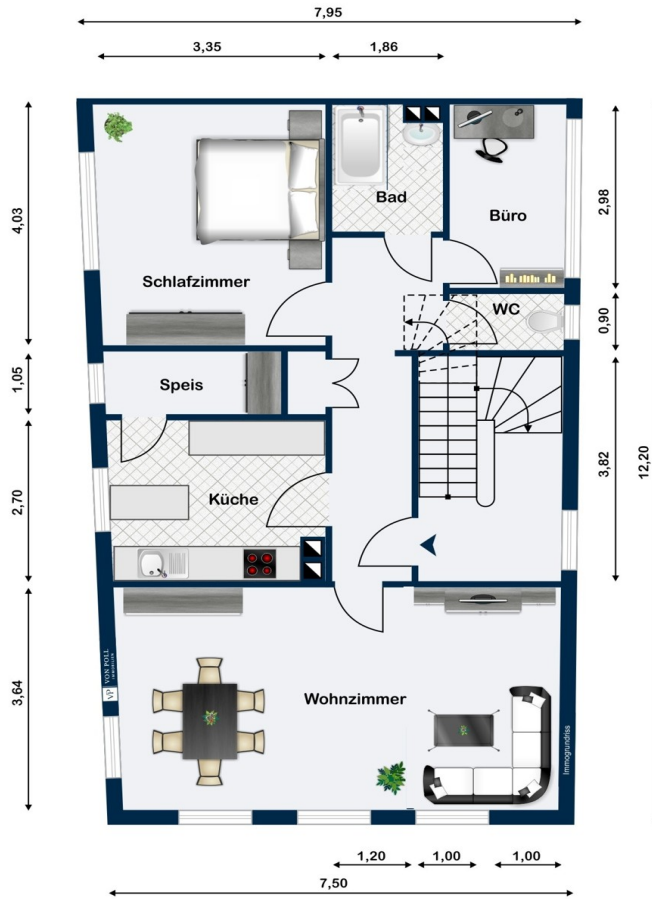 7,95
3,35
1,86
4,03
2,98
Bad
Büro
Schlafzimmer
WC
0,90
1,05
Speis
3,82
12,20
2,70
Küche
3,64
VP VON POLL
IMMOBILIEN
Wohnzimmer
Immogrundriss
1,20
1,00
1,00
7,50